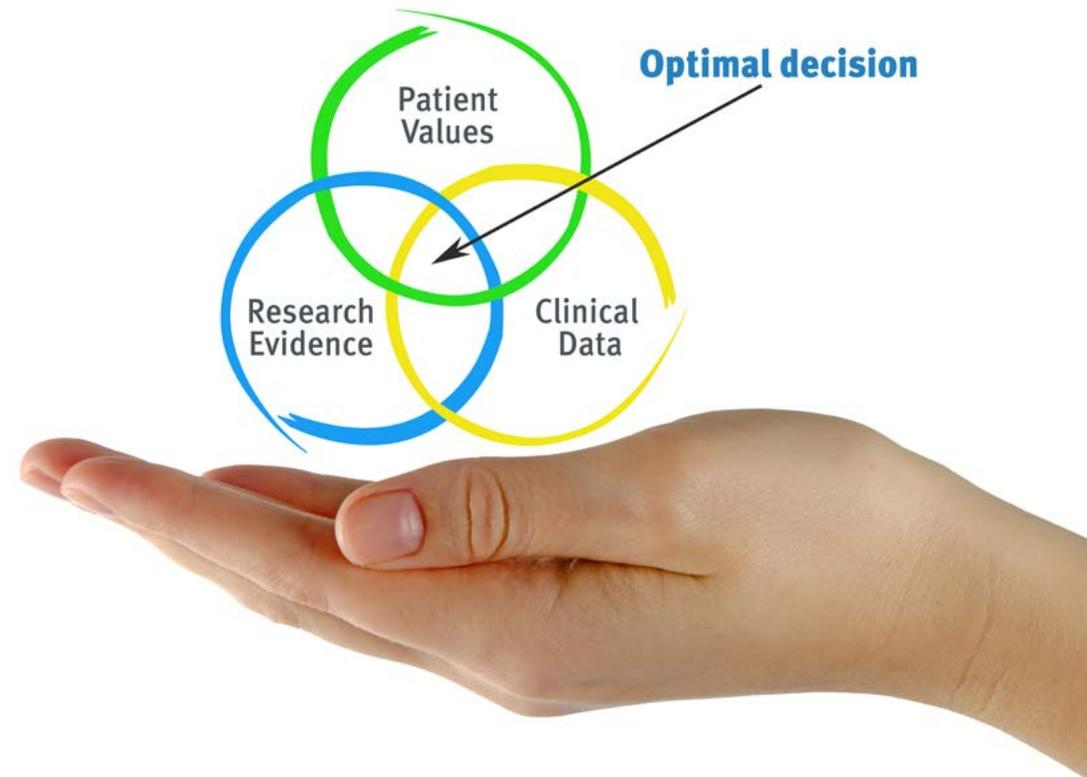 Optimal decision
Patient
Values
Research
Evidence
Clinical
Data